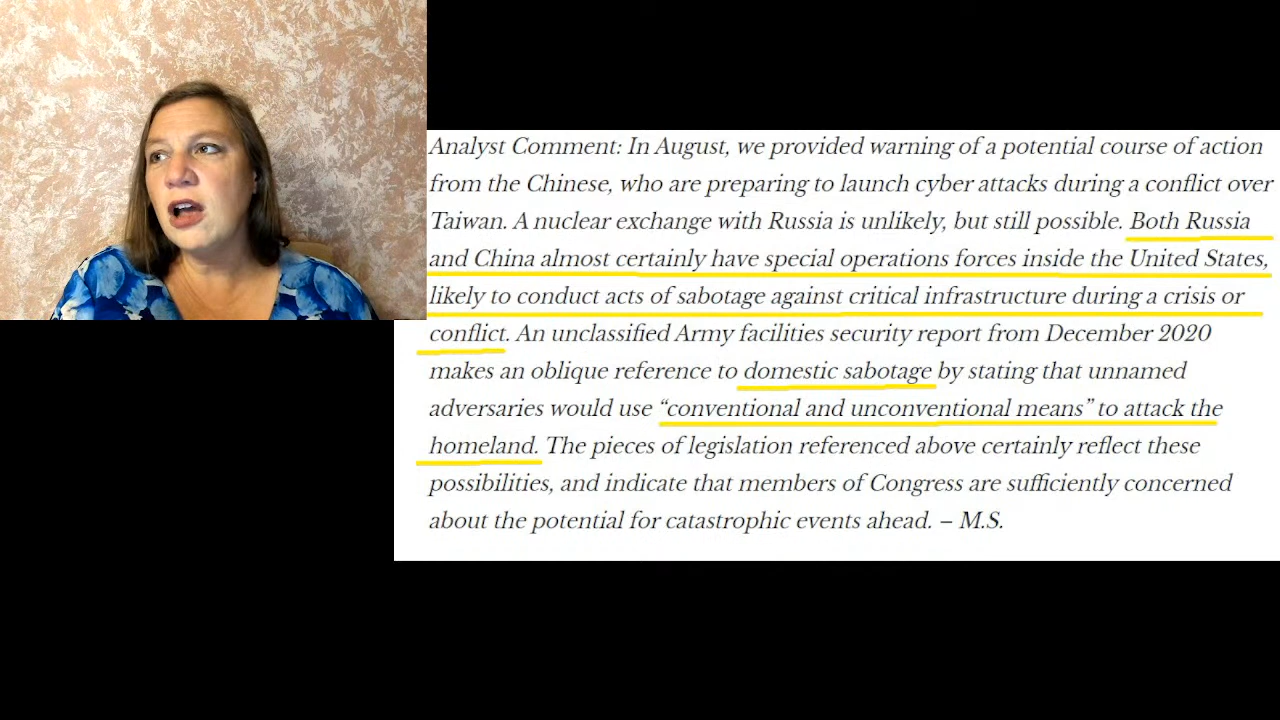 Analyst Comment: In August, we provided warning of a potential course of action
from the Chinese, who are preparing to launch cyber attacks during a conflict over
Taiwan. A nuclear exchange with Russia is unlikely, but still possible. Both Russia
and China almost certainly have special operations forces inside the United States,
likely to conduct acts of sabotage against critical infrastructure during a crisis or
conflict. An unclassified Army facilities security report from December 2020
makes an oblique reference to domestic sabotage by stating that unnamed
adversaries would use “conventional and unconventional means” to attack the
homeland. The pieces of legislation referenced above certainly reflect these
possibilities, and indicate that members of Congress are sufficiently concerned
about the potential for catastrophic events ahead. – M.S.